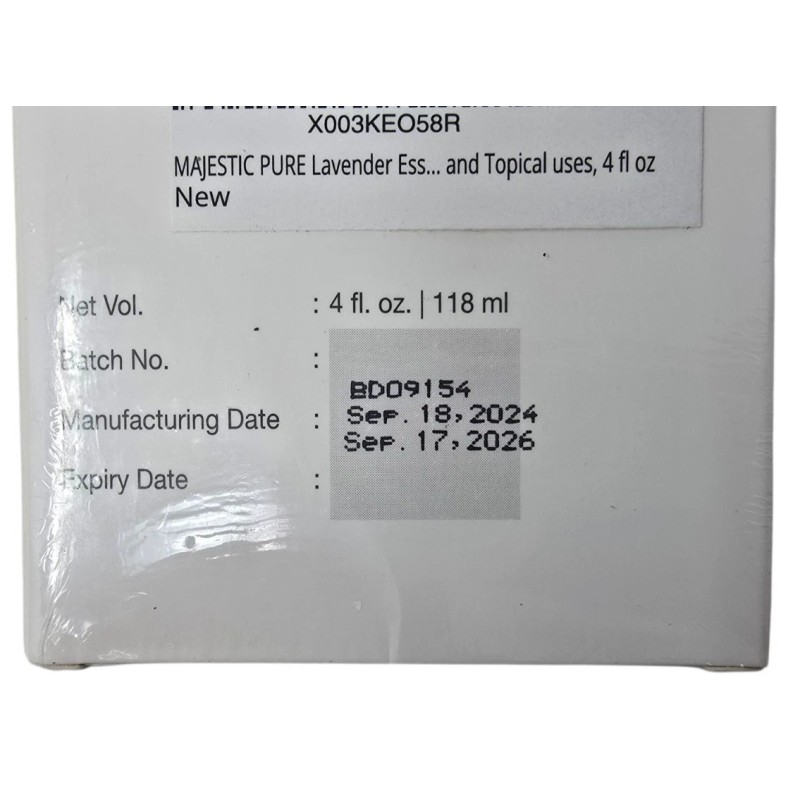 X003KEO58R
MAJESTIC PURE Lavender Ess... and Topical uses, 4 fl oz
New
Net Vol. : 4 fl. oz. | 118 ml
Batch No. :
BD09154
Manufacturing Date : Sep. 18, 2024
Sep. 17, 2026
Expiry Date :